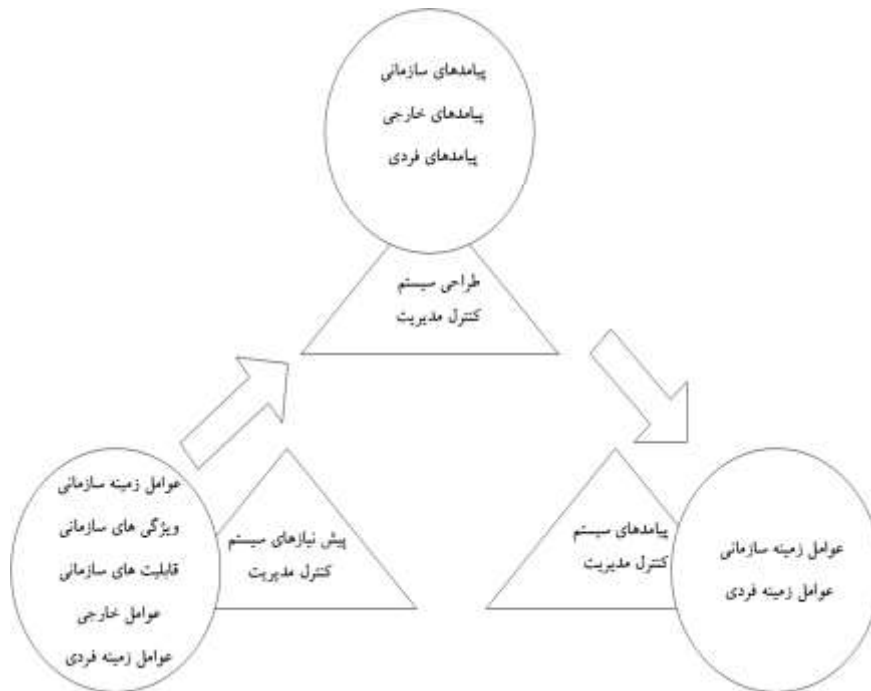 پیامدهای سازمانی
پیامدهای خارجی
پیامدهای فردی
طراحی سیستم
کنترل مدیریت
عوامل زمینه سازمانی
ویژگی های سازمانی
قابلیت های سازمانی
عوامل خارجی
عوامل زمینه فردی
پیش نیازهای سیستم
کنترل مدیریت
پیامدهای سیستم
کنترل مدیریت
عوامل زمینه سازمانی
عوامل زمینه فردی